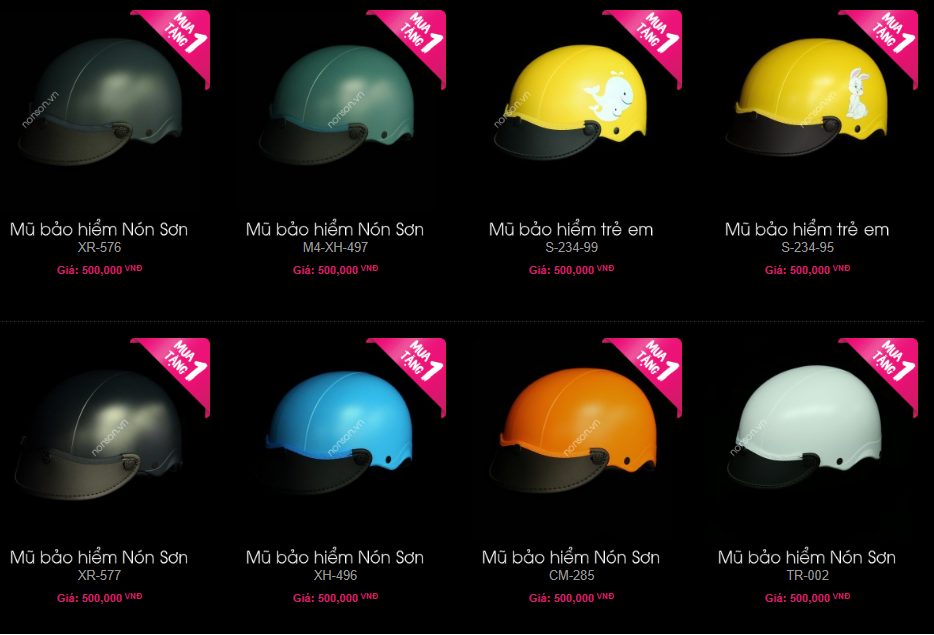 MUA
TẶNG 1
MUA
TẶNG 1
MUA
TẶNG 1
MUA
TẶNG 1
nonson.vn
nonson.vn
nonson.vn
nonson.vn
Mũ bảo hiểm Nón Sơn
XR-576
Giá: 500,000 VNĐ
Mũ bảo hiểm Nón Sơn
M4-XH-497
Giá: 500,000 VNĐ
Mũ bảo hiểm trẻ em
S-234-99
Giá: 500,000 VNĐ
Mũ bảo hiểm trẻ em
S-234-95
Giá: 500,000 VNĐ
MUA
TẶNG 1
MUA
TẶNG 1
MUA
TẶNG 1
MUA
TẶNG 1
nonson.vn
nonson.vn
nonson.vn
nonson.vn
Mũ bảo hiểm Nón Sơn
XR-577
Giá: 500,000 VNĐ
Mũ bảo hiểm Nón Sơn
XH-496
Giá: 500,000 VNĐ
Mũ bảo hiểm Nón Sơn
CM-285
Giá: 500,000 VNĐ
Mũ bảo hiểm Nón Sơn
TR-002
Giá: 500,000 VNĐ